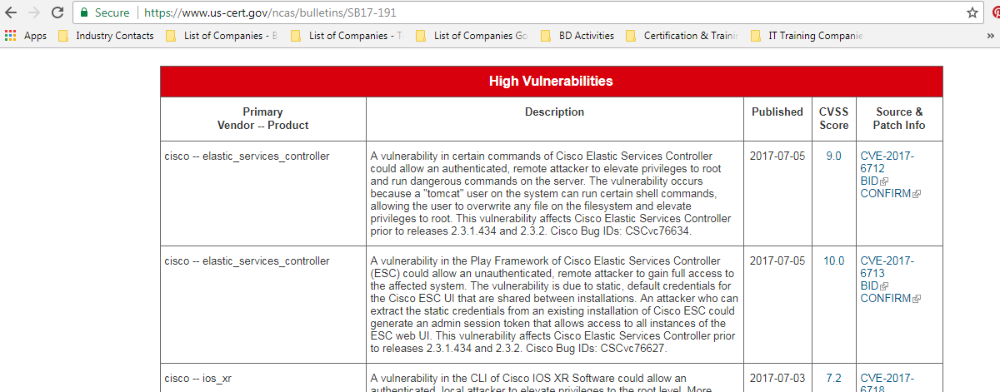 Secure https://www.us-cert.gov/ncas/bulletins/SB17-191
Apps Industry Contacts List of Companies - B List of Companies - T List of Companies Go BD Activities Certification & Trainin IT Training Companie »
High Vulnerabilities
Primary
Vendor -- Product
Description
Published
CVSS
Score
Source &
Patch Info
cisco -- elastic_services_controller
A vulnerability in certain commands of Cisco Elastic Services Controller
could allow an authenticated, remote attacker to elevate privileges to root
and run dangerous commands on the server. The vulnerability occurs
because a "tomcat" user on the system can run certain shell commands,
allowing the user to overwrite any file on the filesystem and elevate
privileges to root. This vulnerability affects Cisco Elastic Services Controller
prior to releases 2.3.1.434 and 2.3.2. Cisco Bug IDs: CSCvc76634.
2017-07-05
9.0
CVE-2017-
6712
BID
CONFIRM
cisco -- elastic_services_controller
A vulnerability in the Play Framework of Cisco Elastic Services Controller
(ESC) could allow an unauthenticated, remote attacker to gain full access to
the affected system. The vulnerability is due to static, default credentials for
the Cisco ESC UI that are shared between installations. An attacker who can
extract the static credentials from an existing installation of Cisco ESC could
generate an admin session token that allows access to all instances of the
ESC web UI. This vulnerability affects Cisco Elastic Services Controller prior
to releases 2.3.1.434 and 2.3.2. Cisco Bug IDs: CSCvc76627.
2017-07-05
10.0
CVE-2017-
6713
BID
CONFIRM
cisco -- ios_xr
A vulnerability in the CLI of Cisco IOS XR Software could allow an
authenticated, local attacker to elevate privileges to the root level. More
2017-07-03
7.2
CVE-2017-
6718